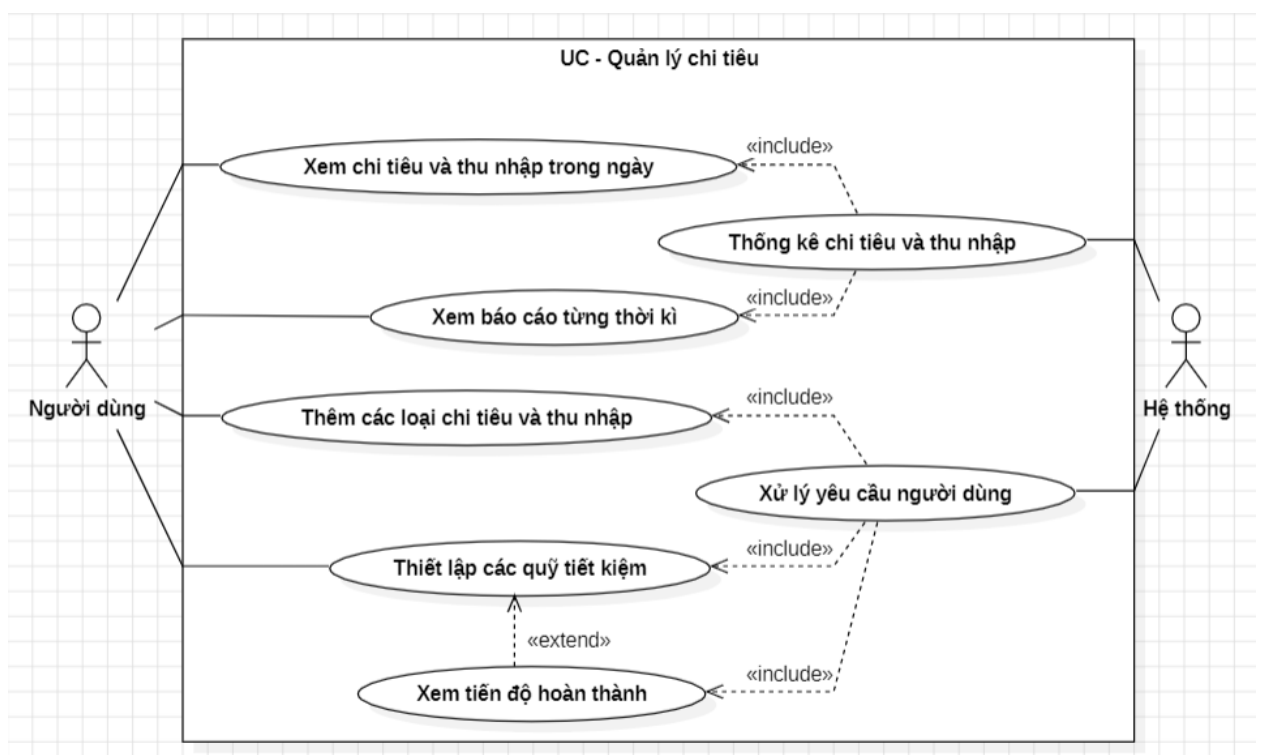 UC - Quản lý chi tiêu
«include»
Xem chi tiêu và thu nhập trong ngày
Thống kê chi tiêu và thu nhập
«include»
Xem báo cáo từng thời kì
Người dùng
Hệ thống
«include»
Thêm các loại chi tiêu và thu nhập
Xử lý yêu cầu người dùng
«include»
Thiết lập các quỹ tiết kiệm
«extend»
«include»
Xem tiến độ hoàn thành